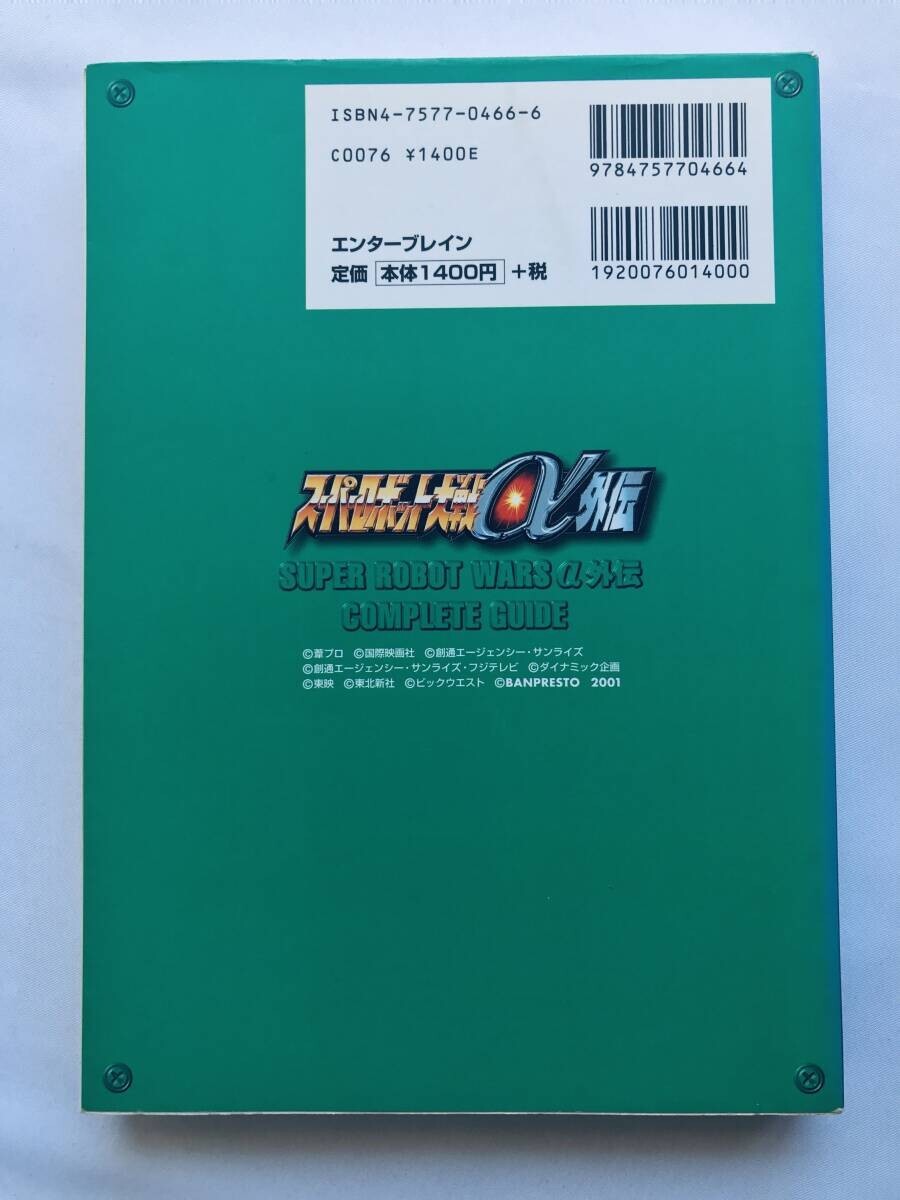 ISBN4-7577-0466-6
C0076 ¥1400E
9784757704664
エンターブレイン
定価 本体1400円 +税
1920076014000
スーパーロボット大戦α外伝
SUPER ROBOT WARS α外伝
COMPLETE GUIDE
©葦プロ ©国際映画社 ©創通エージェンシー・サンライズ
©創通エージェンシー・サンライズ・フジテレビ ©ダイナミック企画
©東映 ©東北新社 ©ビックウエスト ©BANPRESTO 2001